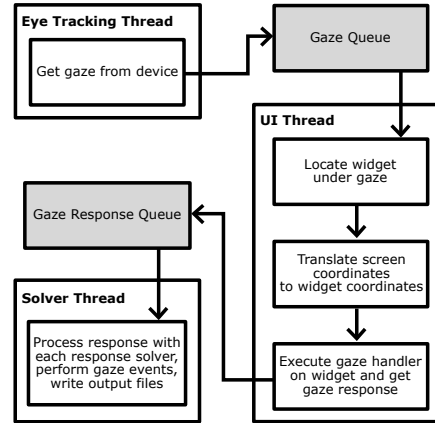 Eye Tracking Thread
Get gaze from device
Gaze Queue
UI Thread
Locate widget
under gaze
Translate screen
coordinates
to widget coordinates
Execute gaze handler
on widget and get
gaze response
Gaze Response Queue
Solver Thread
Process response with
each response solver,
perform gaze events,
write output files